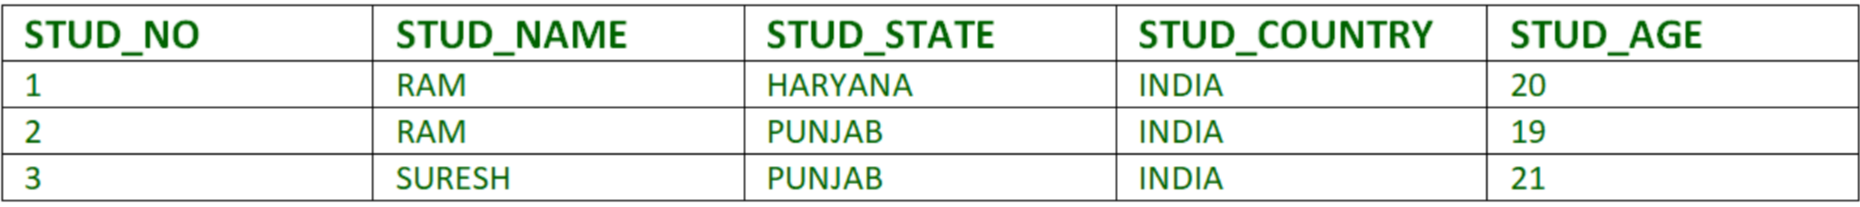 STUD_NO STUD_NAME STUD_STATE STUD_COUNTRY STUD_AGE
1 RAM HARYANA INDIA 20
2 RAM PUNJAB INDIA 19
3 SURESH PUNJAB INDIA 21